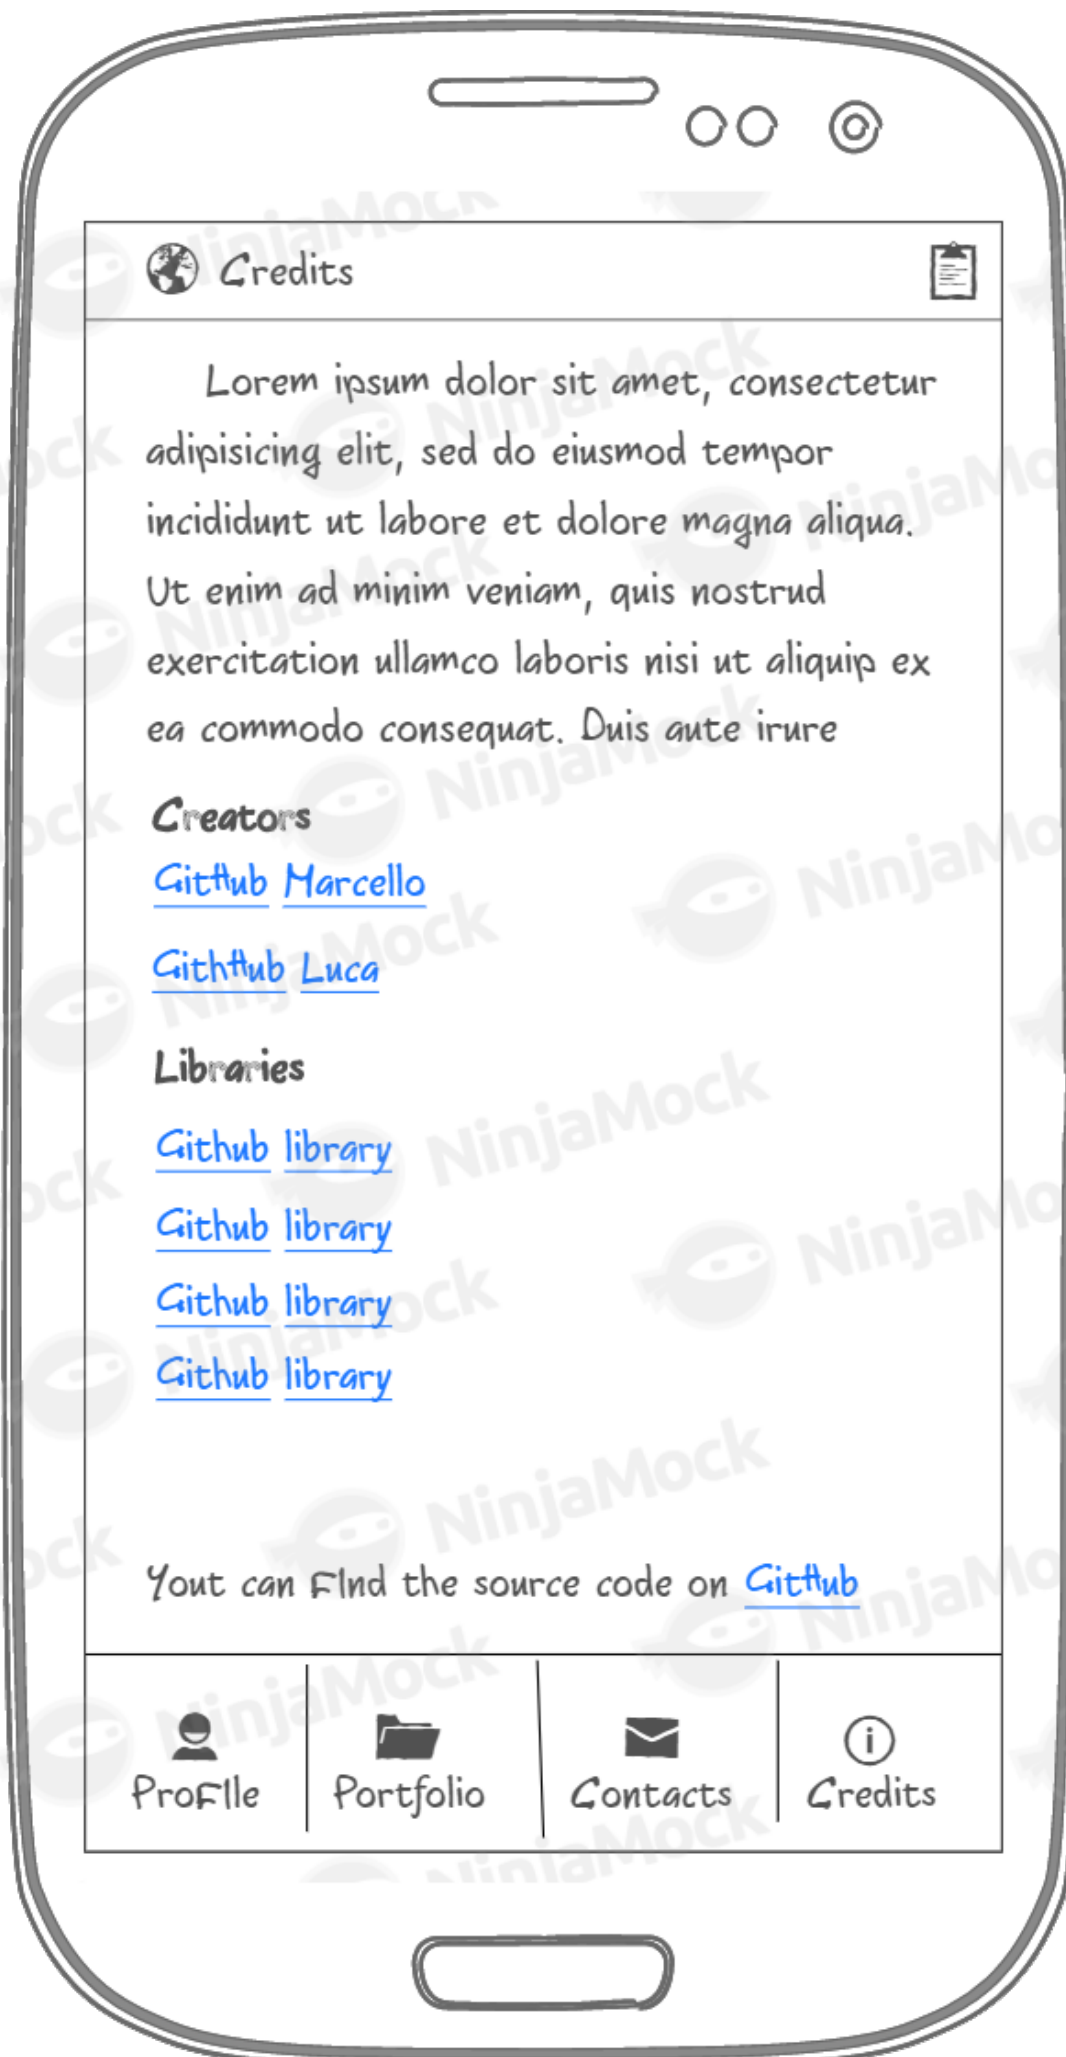 Credits
Lorem ipsum dolor sit amet, consectetur
adipisicing elit, sed do eiusmod tempor
incididunt ut labore et dolore magna aliqua.
Ut enim ad minim veniam, quis nostrud
exercitation ullamco laboris nisi ut aliquip ex
ea commodo consequat. Duis aute irure
Creators
GitHub Marcello
GithHub Luca
Libraries
Github library
Github library
Github library
Github library
Yout can FInd the source code on GitHub
ProFIle Portfolio Contacts Credits
NinjaMock